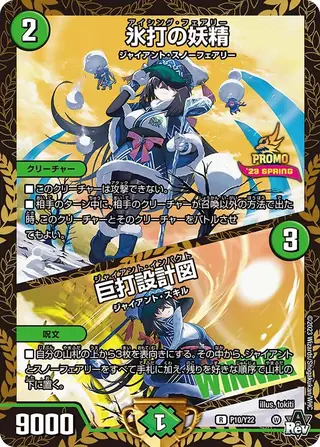 2
アイシング・フェアリー
氷打の妖精
ジャイアント・スノーフェアリー
PROMO
'23 SPRING
クリーチャー
■このクリーチャーは攻撃できない。
■相手のターン中に、相手のクリーチャーが召喚以外の方法で出た
時、このクリーチャーとそのクリーチャーをバトルさせ
てもよい。
3
ジャイアント・インパクト
巨打設計図
ジャイアント・スキル
WINNER
呪文
■自分の山札の上から3枚を表向きにする。その中から、ジャイアント
とスノーフェアリーをすべて手札に加え、残りを好きな順序で山札の
下に置く。
illus. tokiti
9000
1
R
P10/Y22
Rev